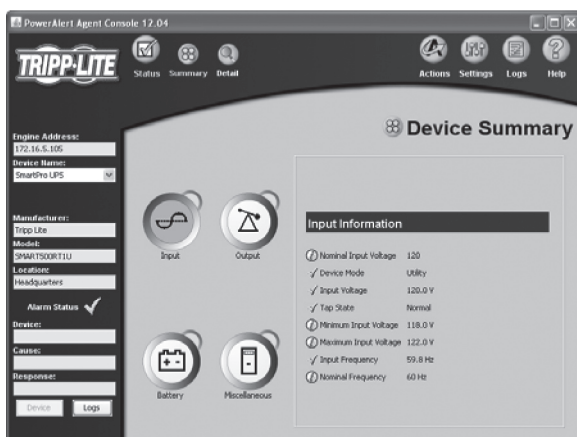 PowerAlert Agent Console 12.04
TRIPP·LITE
Status
Summary
Detail
Actions
Settings
Logs
Help
Device Summary
Engine Address:
172.16.5.105
Device Name:
SmartPro UPS
Manufacturer:
Tripp Lite
Model:
SMART500RT1U
Location:
Headquarters
Alarm Status
Device:
Cause:
Response:
Device
Logs
Input
Output
Battery
Miscellaneous
Input Information
Nominal Input Voltage 120
Device Mode Utility
Input Voltage 120.0 V
Tap State Normal
Minimum Input Voltage 118.0 V
Maximum Input Voltage 122.0 V
Input Frequency 59.8 Hz
Nominal Frequency 60 Hz